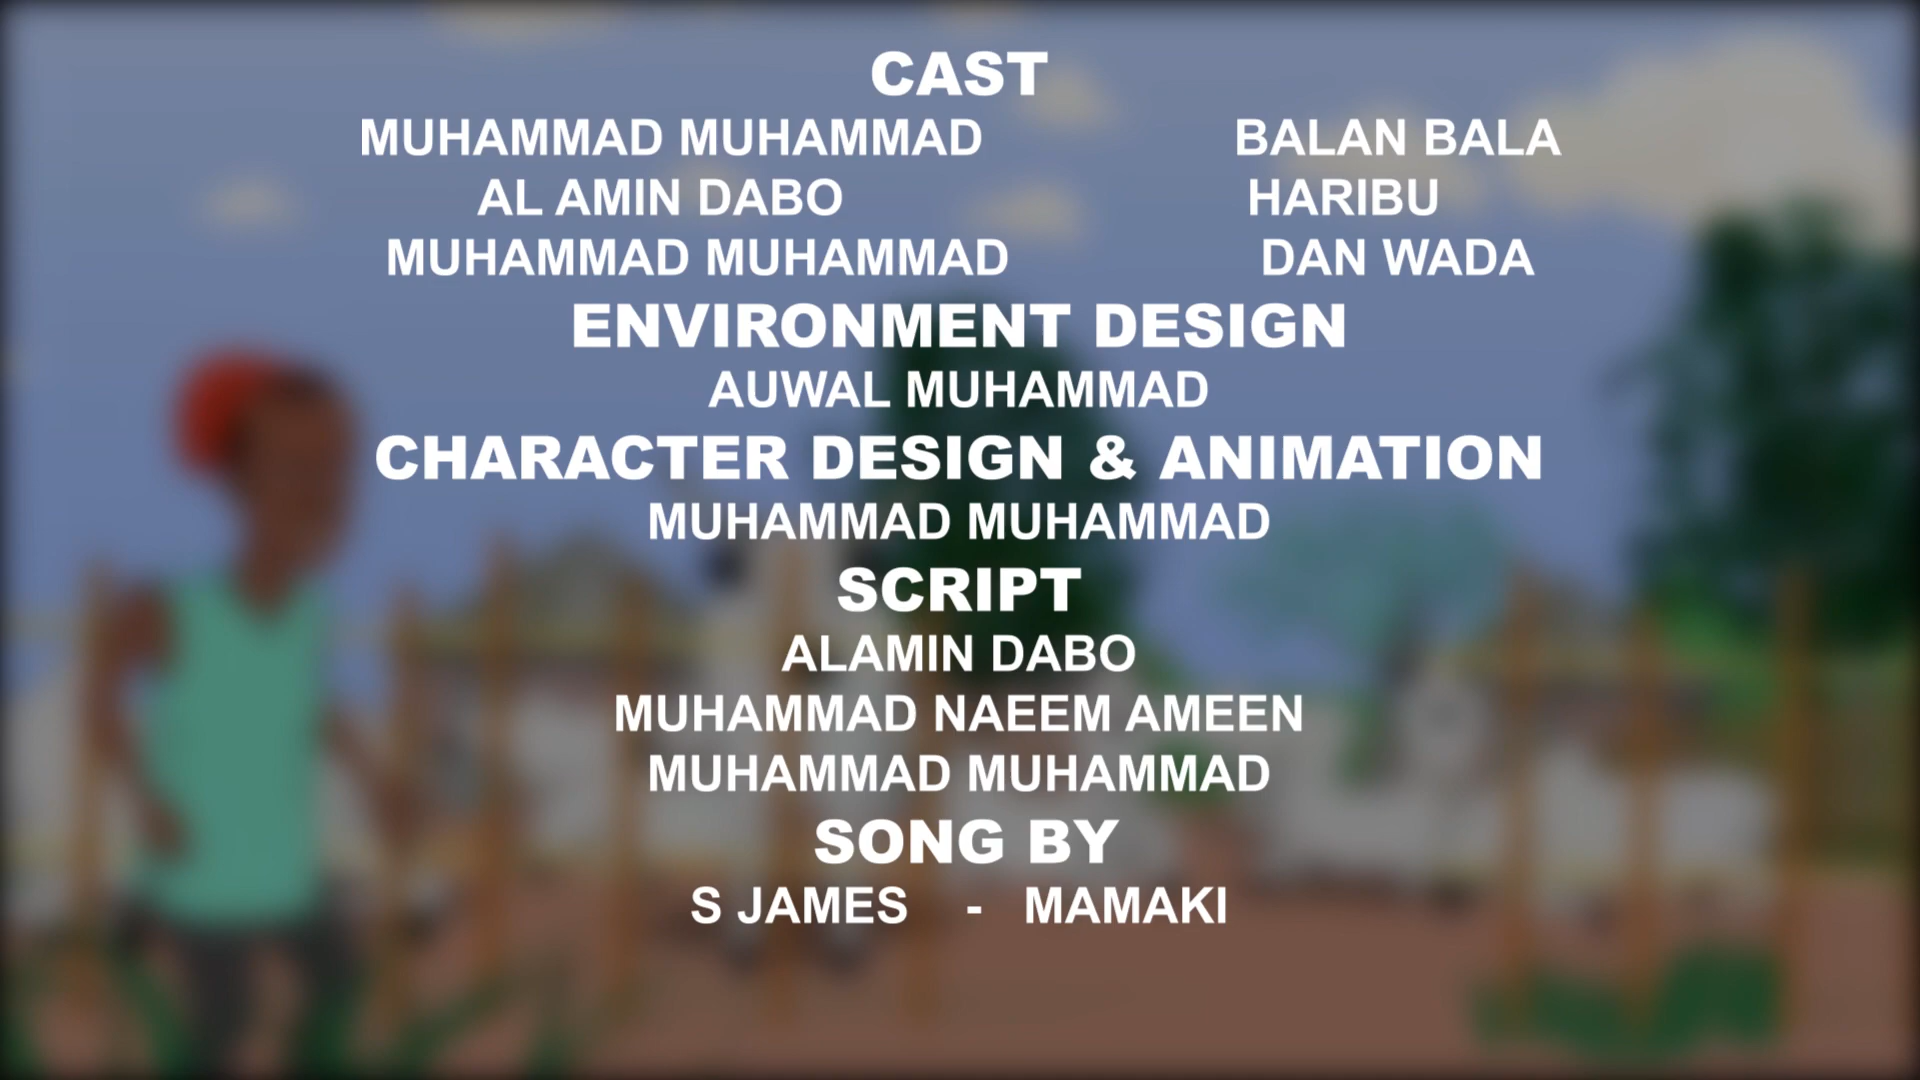 CAST
MUHAMMAD MUHAMMAD BALAN BALA
AL AMIN DABO HARIBU
MUHAMMAD MUHAMMAD DAN WADA
ENVIRONMENT DESIGN
AUWAL MUHAMMAD
CHARACTER DESIGN & ANIMATION
MUHAMMAD MUHAMMAD
SCRIPT
ALAMIN DABO
MUHAMMAD NAEEM AMEEN
MUHAMMAD MUHAMMAD
SONG BY
S JAMES - MAMAKI